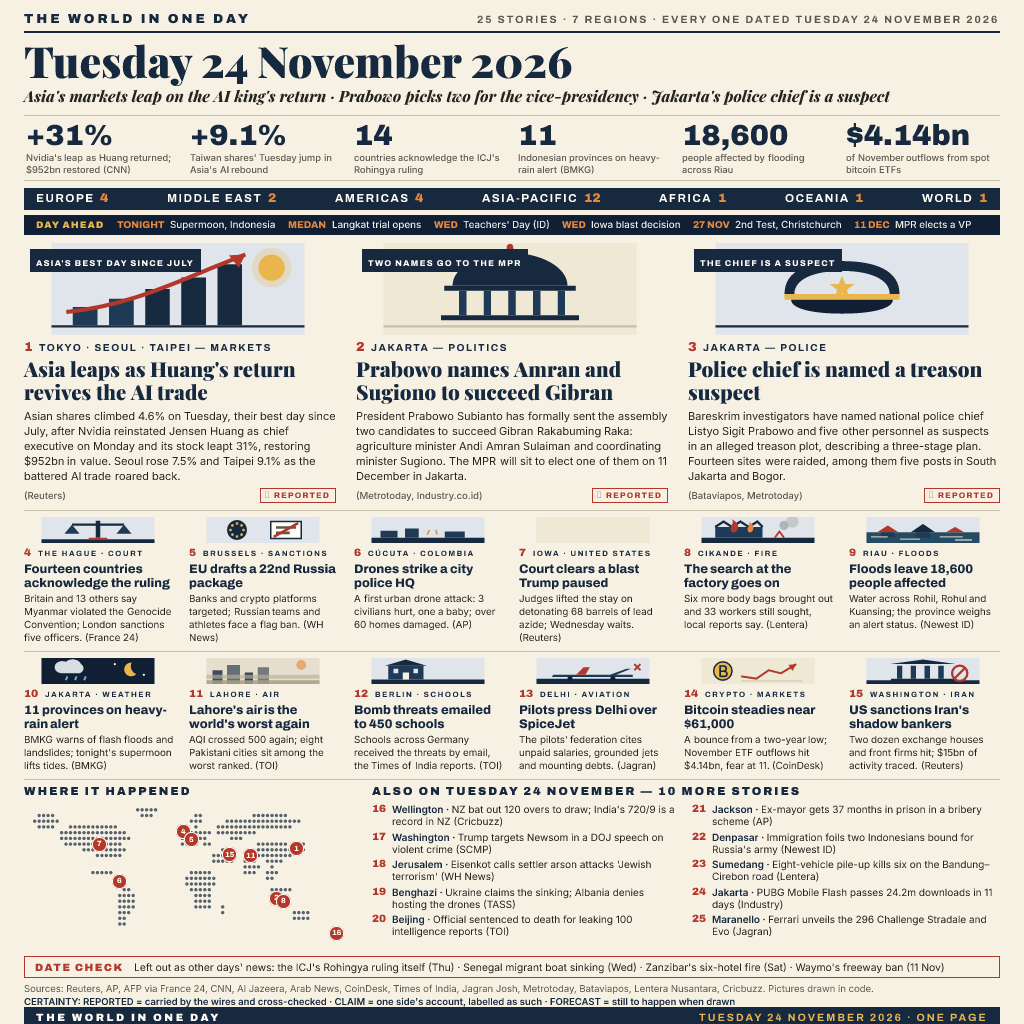 THE WORLD IN ONE DAY
25 STORIES · 7 REGIONS · EVERY ONE DATED TUESDAY 24 NOVEMBER 2026
Tuesday 24 November 2026
Asia's markets leap on the AI king's return · Prabowo picks two for the vice-presidency · Jakarta's police chief is a suspect
+31%
Nvidia's leap as Huang returned;
$952bn restored (CNN)
+9.1%
Taiwan shares' Tuesday jump in
Asia's AI rebound
14
countries acknowledge the ICJ's
Rohingya ruling
11
Indonesian provinces on heavy-
rain alert (BMKG)
18,600
people affected by flooding
across Riau
$4.14bn
of November outflows from spot
bitcoin ETFs
EUROPE 4
MIDDLE EAST 2
AMERICAS 4
ASIA-PACIFIC 12
AFRICA 1
OCEANIA 1
WORLD 1
DAY AHEAD TONIGHT Supermoon, Indonesia MEDAN Langkat trial opens WED Teachers' Day (ID) WED Iowa blast decision 27 NOV 2nd Test, Christchurch 11 DEC MPR elects a VP
ASIA'S BEST DAY SINCE JULY
1 TOKYO · SEOUL · TAIPEI — MARKETS
Asia leaps as Huang's return
revives the AI trade
Asian shares climbed 4.6% on Tuesday, their best day since
July, after Nvidia reinstated Jensen Huang as chief
executive on Monday and its stock leapt 31%, restoring
$952bn in value. Seoul rose 7.5% and Taipei 9.1% as the
battered AI trade roared back.
(Reuters)
REPORTED
TWO NAMES GO TO THE MPR
2 JAKARTA — POLITICS
Prabowo names Amran and
Sugiono to succeed Gibran
President Prabowo Subianto has formally sent the assembly
two candidates to succeed Gibran Rakabuming Raka:
agriculture minister Andi Amran Sulaiman and coordinating
minister Sugiono. The MPR will sit to elect one of them on 11
December in Jakarta.
(Metrotoday, Industry.co.id)
REPORTED
THE CHIEF IS A SUSPECT
3 JAKARTA — POLICE
Police chief is named a treason
suspect
Bareskrim investigators have named national police chief
Listyo Sigit Prabowo and five other personnel as suspects
in an alleged treason plot, describing a three-stage plan.
Fourteen sites were raided, among them five posts in South
Jakarta and Bogor.
(Bataviapos, Metrotoday)
REPORTED
4 THE HAGUE · COURT
Fourteen countries
acknowledge the ruling
Britain and 13 others say
Myanmar violated the Genocide
Convention; London sanctions
five officers. (France 24)
5 BRUSSELS · SANCTIONS
EU drafts a 22nd Russia
package
Banks and crypto platforms
targeted; Russian teams and
athletes face a flag ban. (WH
News)
6 CÚCUTA · COLOMBIA
Drones strike a city
police HQ
A first urban drone attack: 3
civilians hurt, one a baby; over
60 homes damaged. (AP)
7 IOWA · UNITED STATES
Court clears a blast
Trump paused
Judges lifted the stay on
detonating 68 barrels of lead
azide; Wednesday waits.
(Reuters)
8 CIKANDE · FIRE
The search at the
factory goes on
Six more body bags brought out
and 33 workers still sought,
local reports say. (Lentera)
9 RIAU · FLOODS
Floods leave 18,600
people affected
Water across Rohil, Rohul and
Kuansing; the province weighs
an alert status. (Newest ID)
10 JAKARTA · WEATHER
11 provinces on heavy-
rain alert
BMKG warns of flash floods and
landslides; tonight's supermoon
lifts tides. (BMKG)
11 LAHORE · AIR
Lahore's air is the
world's worst again
AQI crossed 500 again; eight
Pakistani cities sit among the
worst ranked. (TOI)
12 BERLIN · SCHOOLS
Bomb threats emailed
to 450 schools
Schools across Germany
received the threats by email,
the Times of India reports. (TOI)
13 DELHI · AVIATION
Pilots press Delhi over
SpiceJet
The pilots' federation cites
unpaid salaries, grounded jets
and mounting debts. (Jagran)
14 CRYPTO · MARKETS
Bitcoin steadies near
$61,000
A bounce from a two-year low;
November ETF outflows hit
$4.14bn, fear at 11. (CoinDesk)
15 WASHINGTON · IRAN
US sanctions Iran's
shadow bankers
Two dozen exchange houses
and front firms hit; $15bn of
activity traced. (Reuters)
WHERE IT HAPPENED
4
5
7
15
11
1
6
8
16
ALSO ON TUESDAY 24 NOVEMBER — 10 MORE STORIES
16 Wellington · NZ bat out 120 overs to draw; India's 720/9 is a
record in NZ (Cricbuzz)
17 Washington · Trump targets Newsom in a DOJ speech on
violent crime (SCMP)
18 Jerusalem · Eisenkot calls settler arson attacks 'Jewish
terrorism' (WH News)
19 Benghazi · Ukraine claims the sinking; Albania denies
hosting the drones (TASS)
20 Beijing · Official sentenced to death for leaking 100
intelligence reports (TOI)
21 Jackson · Ex-mayor gets 37 months in prison in a bribery
scheme (AP)
22 Denpasar · Immigration foils two Indonesians bound for
Russia's army (Newest ID)
23 Sumedang · Eight-vehicle pile-up kills six on the Bandung–
Cirebon road (Lentera)
24 Jakarta · PUBG Mobile Flash passes 24.2m downloads in 11
days (Industry)
25 Maranello · Ferrari unveils the 296 Challenge Stradale and
Evo (Jagran)
DATE CHECK Left out as other days' news: the ICJ's Rohingya ruling itself (Thu) · Senegal migrant boat sinking (Wed) · Zanzibar's six-hotel fire (Sat) · Waymo's freeway ban (11 Nov)
Sources: Reuters, AP, AFP via France 24, CNN, Al Jazeera, Arab News, CoinDesk, Times of India, Jagran Josh, Metrotoday, Bataviapos, Lentera Nusantara, Cricbuzz. Pictures drawn in code.
CERTAINTY: REPORTED = carried by the wires and cross-checked · CLAIM = one side's account, labelled as such · FORECAST = still to happen when drawn
THE WORLD IN ONE DAY
TUESDAY 24 NOVEMBER 2026 · ONE PAGE